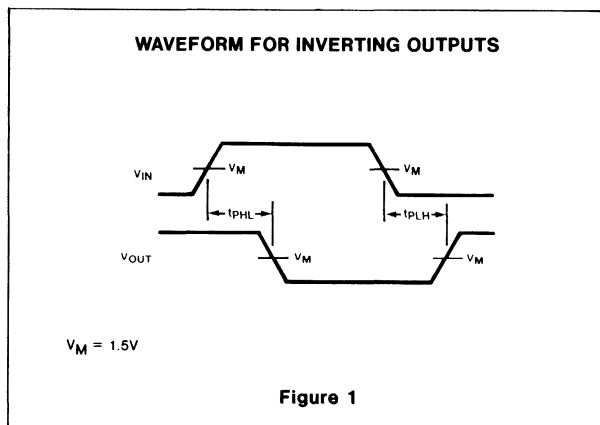 WAVEFORM FOR INVERTING OUTPUTS
VIN
VM
VM
tPHL
tPLH
VOUT
VM
VM
VM = 1.5V
Figure 1